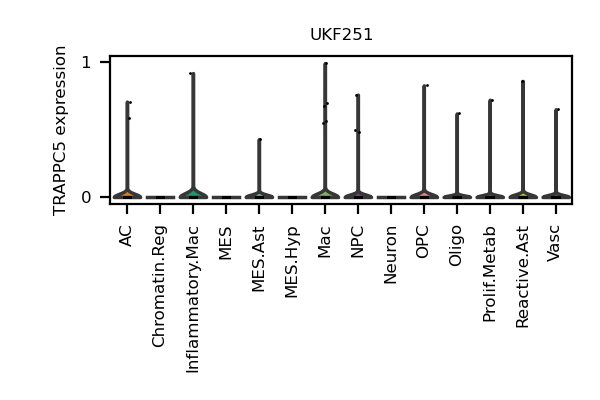 UKF251
TRAPPC5 expression
1
0
AC
Chromatin.Reg
Inflammatory.Mac
MES
MES.Ast
MES.Hyp
Mac
NPC
Neuron
OPC
Oligo
Prolif.Metab
Reactive.Ast
Vasc